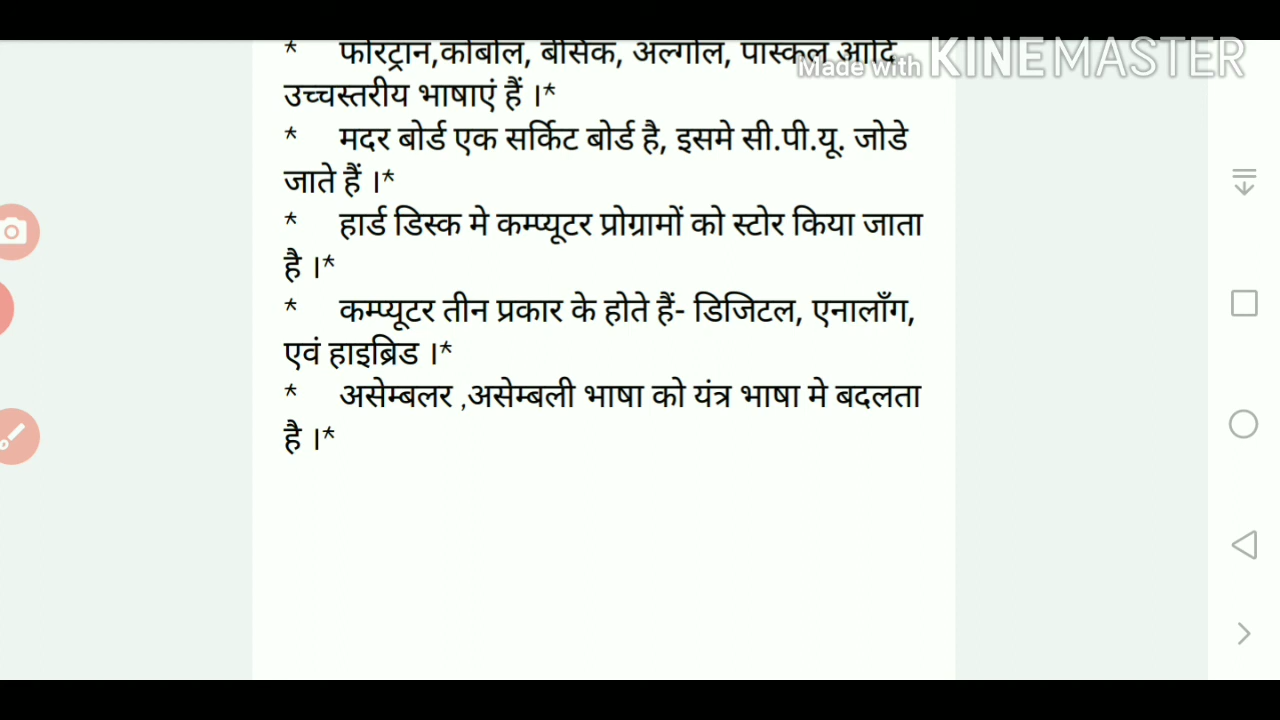 * फोरट्रान,कोबोल, बेसिक, अल्गोल, पास्कल आदि
Made with KINEMASTER
उच्चस्तरीय भाषाएं हैं ।*
* मदर बोर्ड एक सर्किट बोर्ड है, इसमे सी.पी.यू. जोडे
जाते हैं ।*
* हार्ड डिस्क मे कम्प्यूटर प्रोग्रामों को स्टोर किया जाता
है ।*
* कम्प्यूटर तीन प्रकार के होते हैं- डिजिटल, एनालाँग,
एवं हाइब्रिड ।*
* असेम्बलर ,असेम्बली भाषा को यंत्र भाषा मे बदलता
है ।*